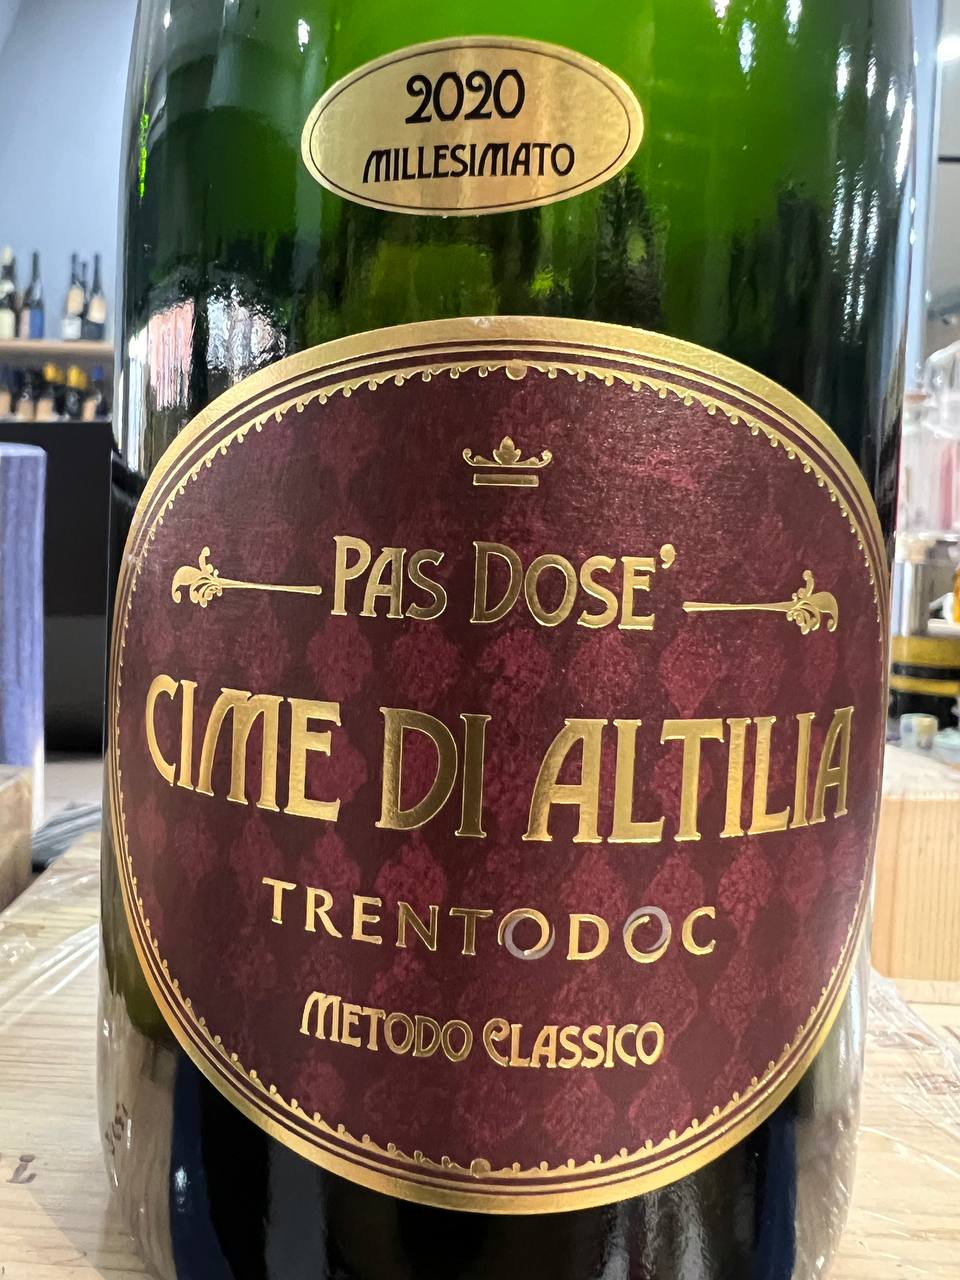 2020
MILLESIMATO
PAS DOSE'
CIME DI ALTILIA
TRENTODOC
METODO CLASSICO